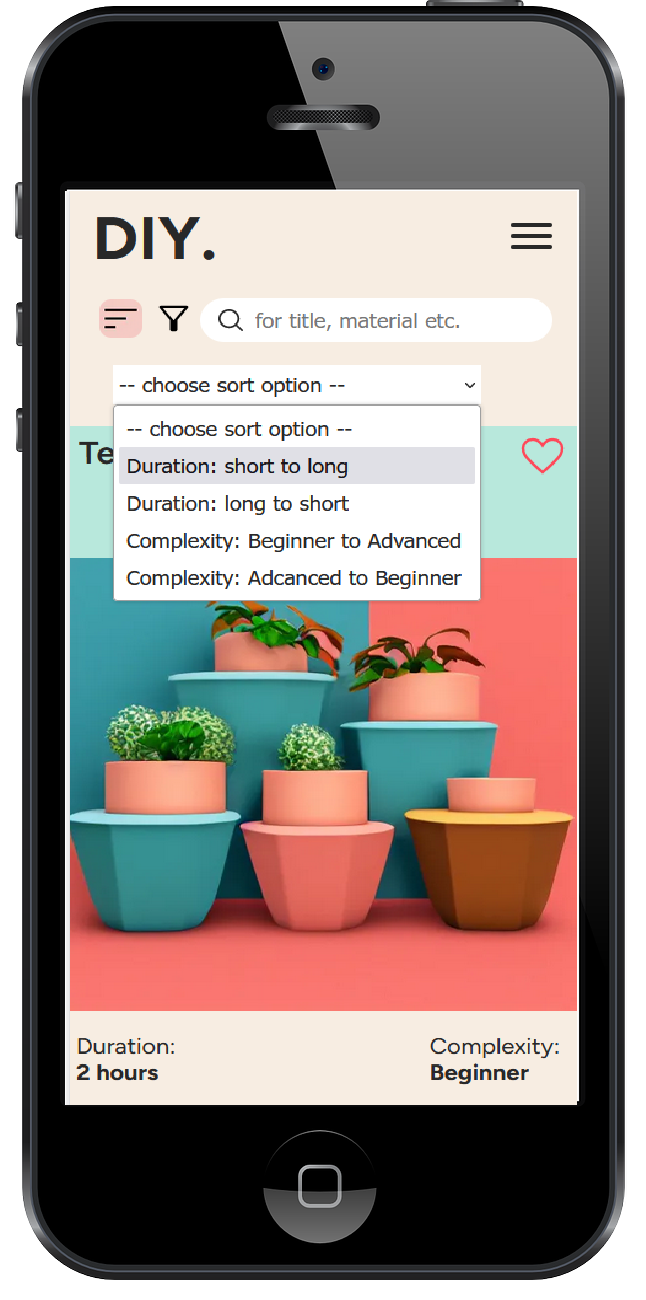 DIY.
for title, material etc.
-- choose sort option --
-- choose sort option --
Duration: short to long
Duration: long to short
Complexity: Beginner to Advanced
Complexity: Adcanced to Beginner
Te
Duration:
2 hours
Complexity:
Beginner